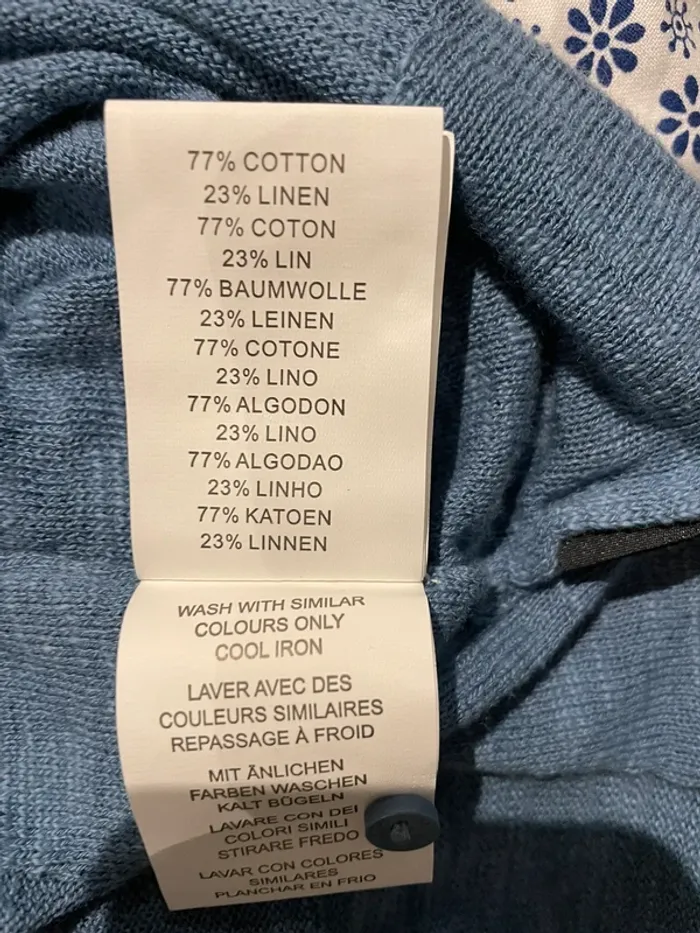 77% COTTON
23% LINEN
77% COTON
23% LIN
77% BAUMWOLLE
23% LEINEN
77% COTONE
23% LINO
77% ALGODON
23% LINO
77% ALGODAO
23% LINHO
77% KATOEN
23% LINNEN
WASH WITH SIMILAR
COLOURS ONLY
COOL IRON
LAVER AVEC DES
COULEURS SIMILAIRES
REPASSAGE À FROID
MIT ÄNLICHEN
FARBEN WASCHEN
KALT BÜGELN
LAVARE CON DEI
COLORI SIMILI
STIRARE FREDO
LAVAR CON COLORES
SIMILARES
PLANCHAR EN FRIO